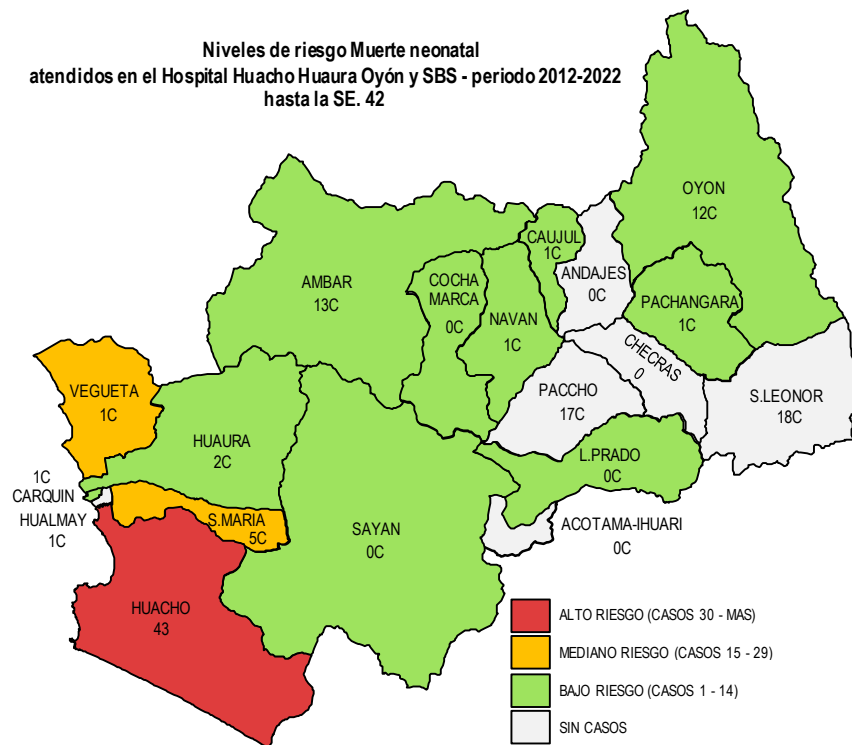 Niveles de riesgo Muerte neonatal
atendidos en el Hospital Huacho Huaura Oyón y SBS - periodo 2012-2022
hasta la SE. 42
OYON
12C
CAUJUL
1C
ANDAJES
0C
AMBAR
13C
COCHA
MARCA
0C
NAVAN
1C
PACHANGARA
1C
CHECRAS
0
VEGUETA
1C
PACCHO
17C
S.LEONOR
18C
HUAURA
2C
L.PRADO
0C
1C
CARQUIN
HUALMAY
1C
S.MARIA
5C
SAYAN
0C
ACOTAMA-IHUARI
0C
HUACHO
43
ALTO RIESGO (CASOS 30 - MAS)
MEDIANO RIESGO (CASOS 15 - 29)
BAJO RIESGO (CASOS 1 - 14)
SIN CASOS